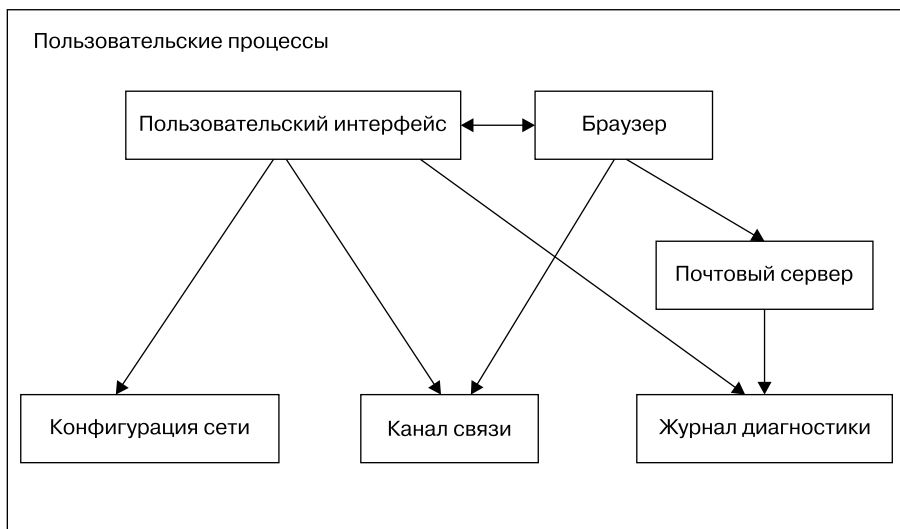 Пользовательские процессы
Пользовательский интерфейс
Браузер
Почтовый сервер
Конфигурация сети
Канал связи
Журнал диагностики